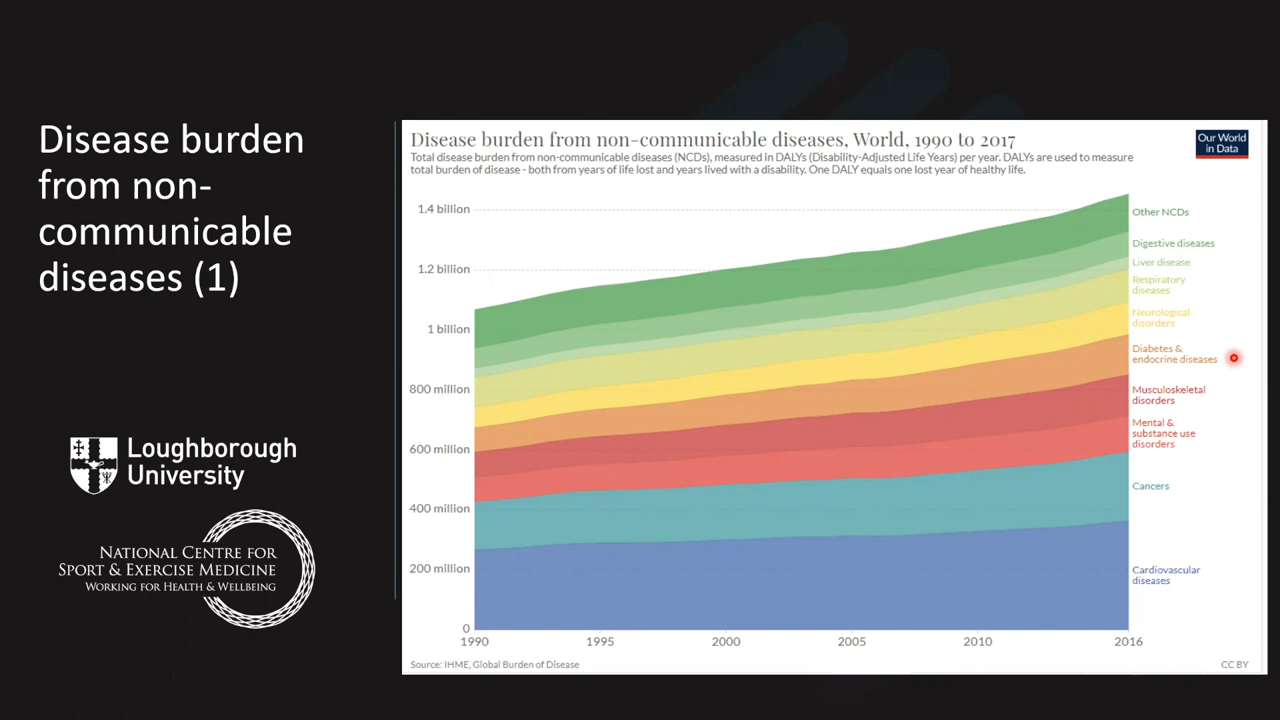 Disease burden
from non-
communicable
diseases (1)
Loughborough
University
NATIONAL CENTRE FOR
SPORT & EXERCISE MEDICINE
WORKING FOR HEALTH & WELLBEING
Disease burden from non-communicable diseases, World, 1990 to 2017
Our World
in Data
Total disease burden from non-communicable diseases (NCDs), measured in DALYs (Disability-Adjusted Life Years) per year. DALYs are used to measure
total burden of disease - both from years of life lost and years lived with a disability. One DALY equals one lost year of healthy life.
1.4 billion
1.2 billion
1 billion
800 million
600 million
400 million
200 million
0
1990
1995
2000
2005
2010
2016
Other NCDs
Digestive diseases
Liver disease
Respiratory
diseases
Neurological
disorders
Diabetes &
endocrine diseases
Musculoskeletal
disorders
Mental &
substance use
disorders
Cancers
Cardiovascular
diseases
Source: IHME, Global Burden of Disease
CC BY